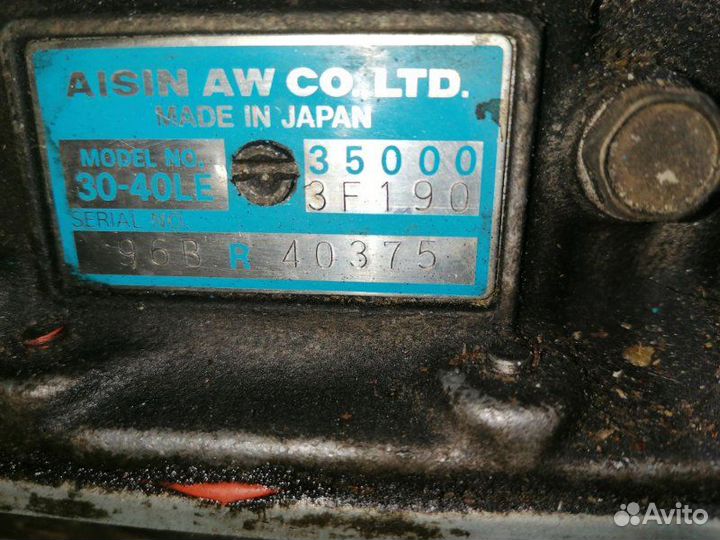 AISIN AW CO. LTD.
MADE IN JAPAN
MODEL NO. 35000
30-40LE 3F190
SERIAL NO.
96B R 40375
Avito